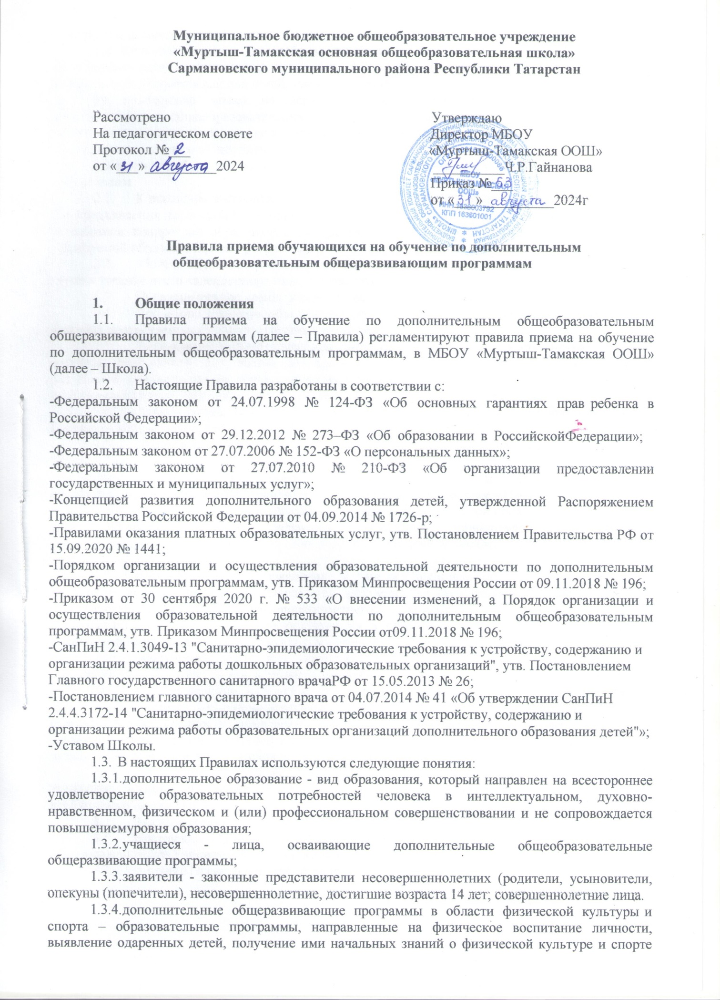 Муниципальное бюджетное общеобразовательное учреждение
«Муртыш-Тамакская основная общеобразовательная школа»
Сармановского муниципального района Республики Татарстан
Рассмотрено
На педагогическом совете
Протокол № 2
от «31» августа 2024
Утверждаю
Директор МБОУ
«Муртыш-Тамакская ООШ»
Ч.Р.Гайнанова
Приказ № 53
от «31» августа 2024г
МБОУ
«МУРТЫШ-ТАМАКСКАЯ
ООШ»
ИНН 1636003792
КПП 163601001
Правила приема обучающихся на обучение по дополнительным
общеобразовательным общеразвивающим программам
1. Общие положения
1.1. Правила приема на обучение по дополнительным общеобразовательным
общеразвивающим программам (далее – Правила) регламентируют правила приема на обучение
по дополнительным общеобразовательным программам, в МБОУ «Муртыш-Тамакская ООШ»
(далее – Школа).
1.2. Настоящие Правила разработаны в соответствии с:
-Федеральным законом от 24.07.1998 № 124-ФЗ «Об основных гарантиях прав ребенка в
Российской Федерации»;
-Федеральным законом от 29.12.2012 № 273–ФЗ «Об образовании в РоссийскойФедерации»;
-Федеральным законом от 27.07.2006 № 152-ФЗ «О персональных данных»;
-Федеральным законом от 27.07.2010 № 210-ФЗ «Об организации предоставлении
государственных и муниципальных услуг»;
-Концепцией развития дополнительного образования детей, утвержденной Распоряжением
Правительства Российской Федерации от 04.09.2014 № 1726-р;
-Правилами оказания платных образовательных услуг, утв. Постановлением Правительства РФ от
15.09.2020 № 1441;
-Порядком организации и осуществления образовательной деятельности по дополнительным
общеобразовательным программам, утв. Приказом Минпросвещения России от 09.11.2018 № 196;
-Приказом от 30 сентября 2020 г. № 533 «О внесении изменений, а Порядок организации и
осуществления образовательной деятельности по дополнительным общеобразовательным
программам, утв. Приказом Минпросвещения России от09.11.2018 № 196;
-СанПиН 2.4.1.3049-13 "Санитарно-эпидемиологические требования к устройству, содержанию и
организации режима работы дошкольных образовательных организаций", утв. Постановлением
Главного государственного санитарного врачаРФ от 15.05.2013 № 26;
-Постановлением главного санитарного врача от 04.07.2014 № 41 «Об утверждении СанПиН
2.4.4.3172-14 "Санитарно-эпидемиологические требования к устройству, содержанию и
организации режима работы образовательных организаций дополнительного образования детей"»;
-Уставом Школы.
1.3. В настоящих Правилах используются следующие понятия:
1.3.1.дополнительное образование - вид образования, который направлен на всестороннее
удовлетворение образовательных потребностей человека в интеллектуальном, духовно-
нравственном, физическом и (или) профессиональном совершенствовании и не сопровождается
повышениемуровня образования;
1.3.2.учащиеся - лица, осваивающие дополнительные общеобразовательные
общеразвивающие программы;
1.3.3.заявители - законные представители несовершеннолетних (родители, усыновители,
опекуны (попечители), несовершеннолетние, достигшие возраста 14 лет; совершеннолетние лица.
1.3.4.дополнительные общеразвивающие программы в области физической культуры и
спорта – образовательные программы, направленные на физическое воспитание личности,
выявление одаренных детей, получение ими начальных знаний о физической культуре и спорте